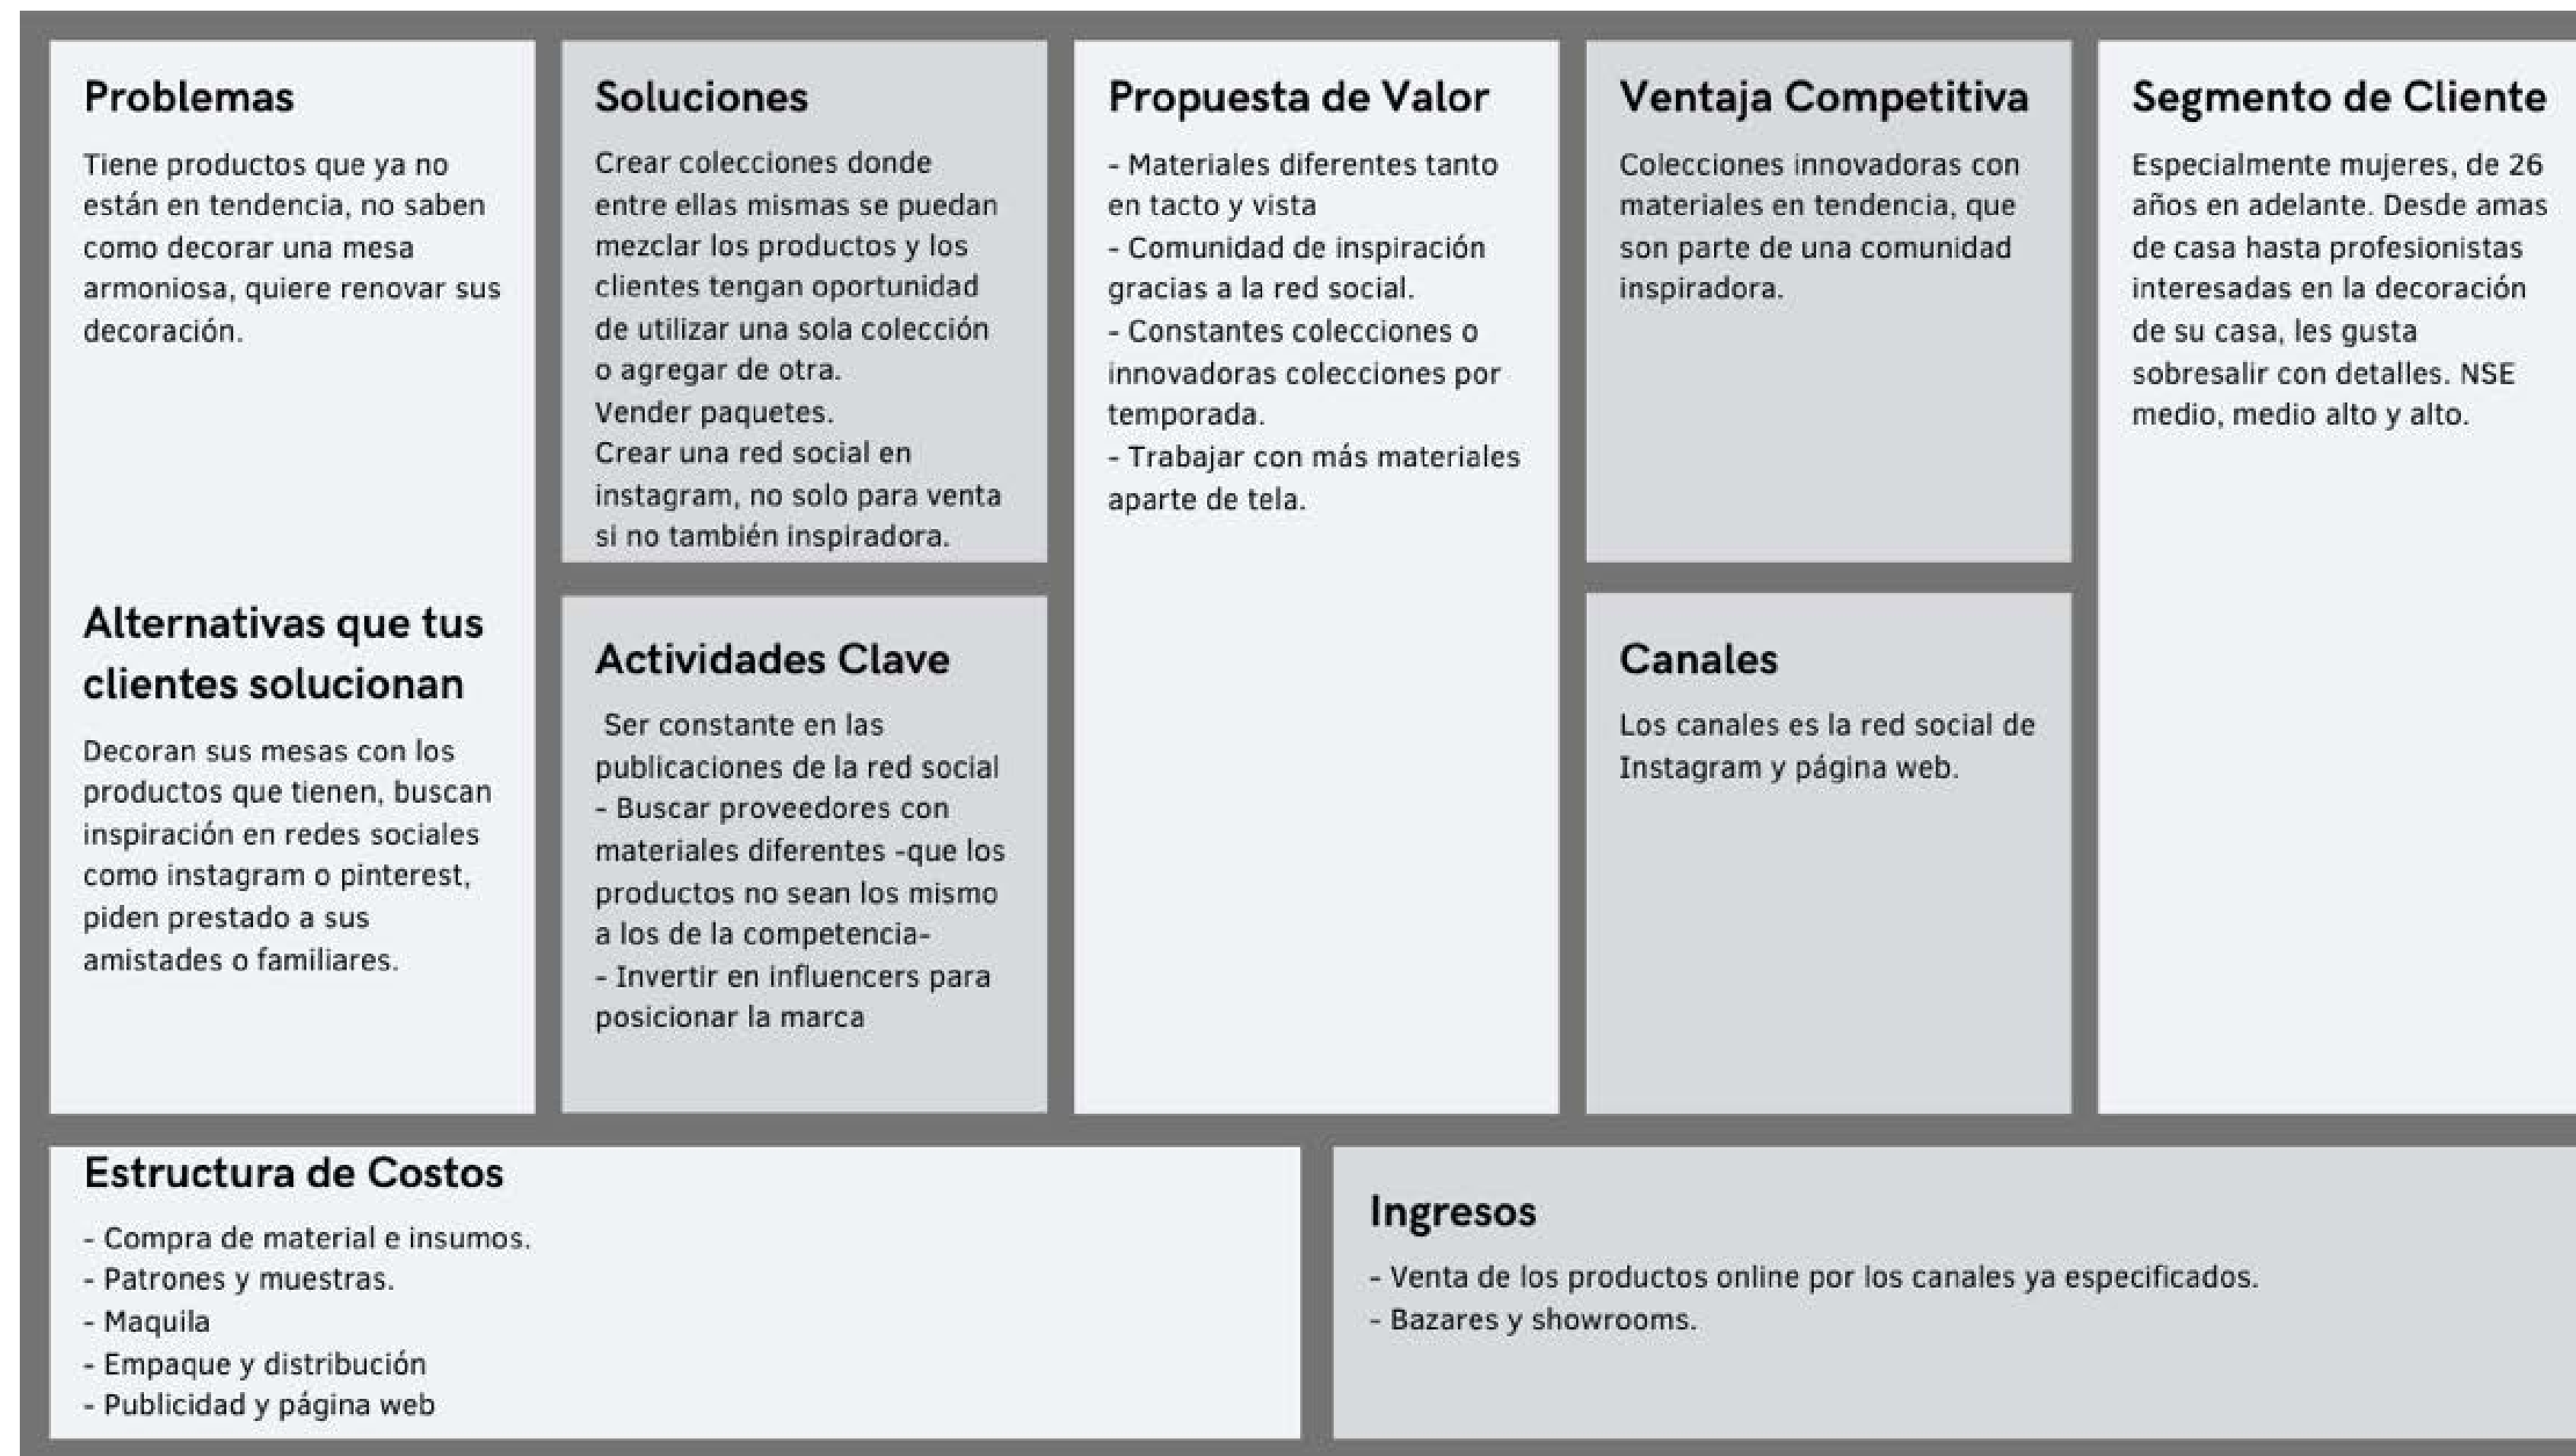 Problemas
Tiene productos que ya no
están en tendencia, no saben
como decorar una mesa
armoniosa, quiere renovar sus
decoración.
Alternativas que tus
clientes solucionan
Decoran sus mesas con los
productos que tienen, buscan
inspiración en redes sociales
como instagram o pinterest,
piden prestado a sus
amistades o familiares.
Soluciones
Crear colecciones donde
entre ellas mismas se puedan
mezclar los productos y los
clientes tengan oportunidad
de utilizar una sola colección
o agregar de otra.
Vender paquetes.
Crear una red social en
instagram, no solo para venta
si no también inspiradora.
Actividades Clave
Ser constante en las
publicaciones de la red social
- Buscar proveedores con
materiales diferentes -que los
productos no sean los mismo
a los de la competencia-
- Invertir en influencers para
posicionar la marca
Propuesta de Valor
- Materiales diferentes tanto
en tacto y vista
- Comunidad de inspiración
gracias a la red social.
- Constantes colecciones o
innovadoras colecciones por
temporada.
- Trabajar con más materiales
aparte de tela.
Ventaja Competitiva
Colecciones innovadoras con
materiales en tendencia, que
son parte de una comunidad
inspiradora.
Canales
Los canales es la red social de
Instagram y página web.
Segmento de Cliente
Especialmente mujeres, de 26
años en adelante. Desde amas
de casa hasta profesionistas
interesadas en la decoración
de su casa, les gusta
sobresalir con detalles. NSE
medio, medio alto y alto.
Estructura de Costos
- Compra de material e insumos.
- Patrones y muestras.
- Maquila
- Empaque y distribución
- Publicidad y página web
Ingresos
- Venta de los productos online por los canales ya especificados.
- Bazares y showrooms.